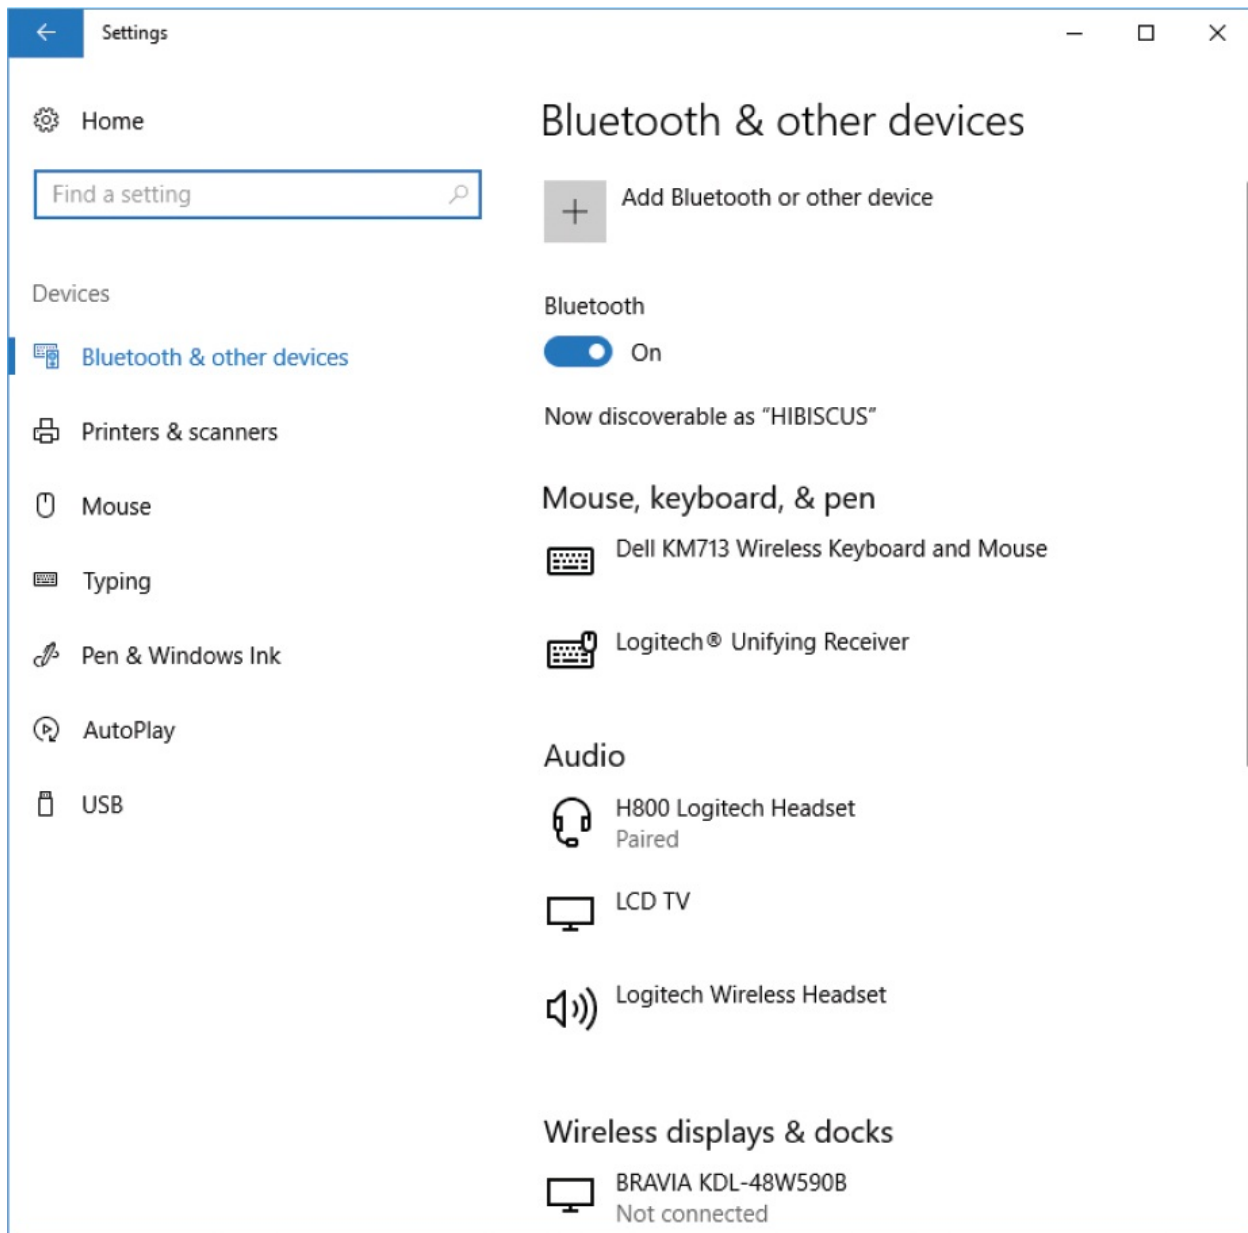 Settings
Home
Find a setting
Devices
Bluetooth & other devices
Printers & scanners
Mouse
Typing
Pen & Windows Ink
AutoPlay
USB
Bluetooth & other devices
Add Bluetooth or other device
Bluetooth
On
Now discoverable as “HIBISCUS”
Mouse, keyboard, & pen
Dell KM713 Wireless Keyboard and Mouse
Logitech® Unifying Receiver
Audio
H800 Logitech Headset
Paired
LCD TV
Logitech Wireless Headset
Wireless displays & docks
BRAVIA KDL-48W590B
Not connected